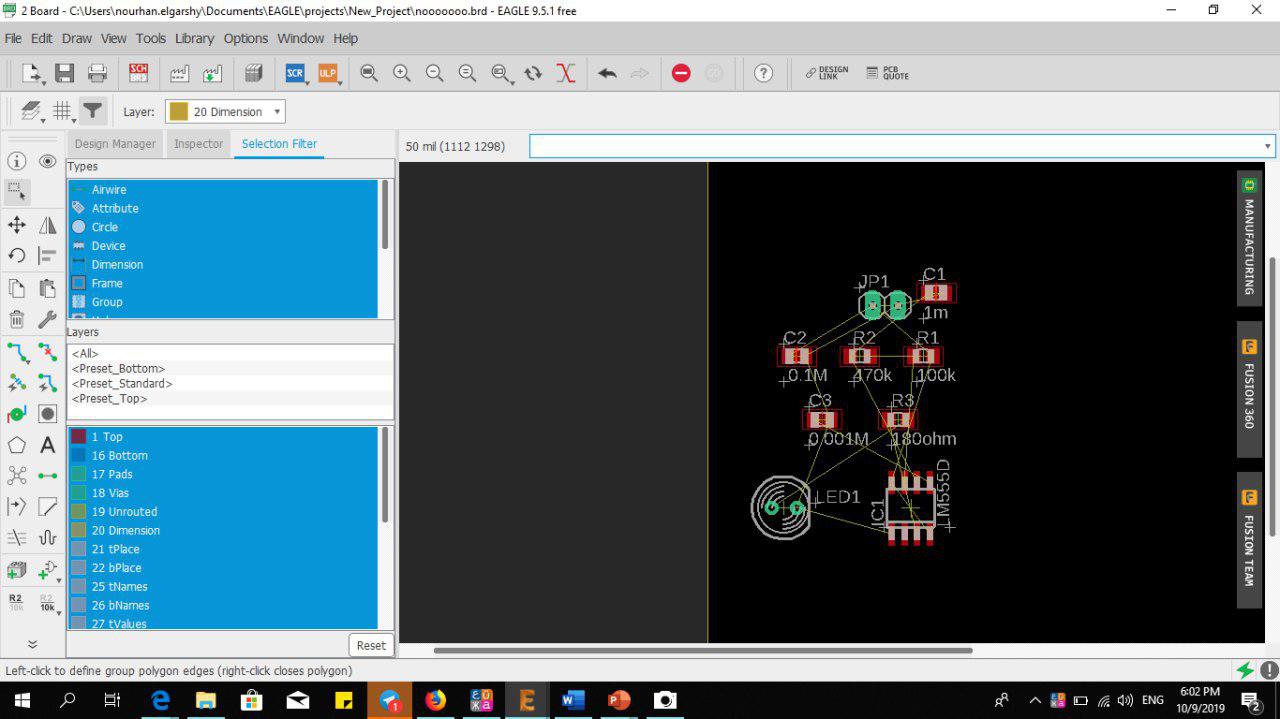 2 Board - C:\Users\nourhan.elgarshy\Documents\EAGLE\projects\New_Project\noooooooo.brd - EAGLE 9.5.1 free
File Edit Draw View Tools Library Options Window Help
SCH
SCR
ULP
DESIGN LINK
PCB QUOTE
Layer:
20 Dimension
Design Manager
Inspector
Selection Filter
50 mil (1112 1298)
Types
Airwire
Attribute
Circle
Device
Dimension
Frame
Group
Layers
<All>
<Preset_Bottom>
<Preset_Standard>
<Preset_Top>
1 Top
16 Bottom
17 Pads
18 Vias
19 Unrouted
20 Dimension
21 tPlace
22 bPlace
25 tNames
26 bNames
27 tValues
Reset
R2 10k
R2 10k
JP1
C1
1m
C2
R2
R1
0.1M
470k
100k
C3
R3
0.001M
180ohm
LED1
IC1
LM555D
MANUFACTURING
FUSION 360
FUSION TEAM
Left-click to define group polygon edges (right-click closes polygon)
ENG
6:02 PM
10/9/2019
2